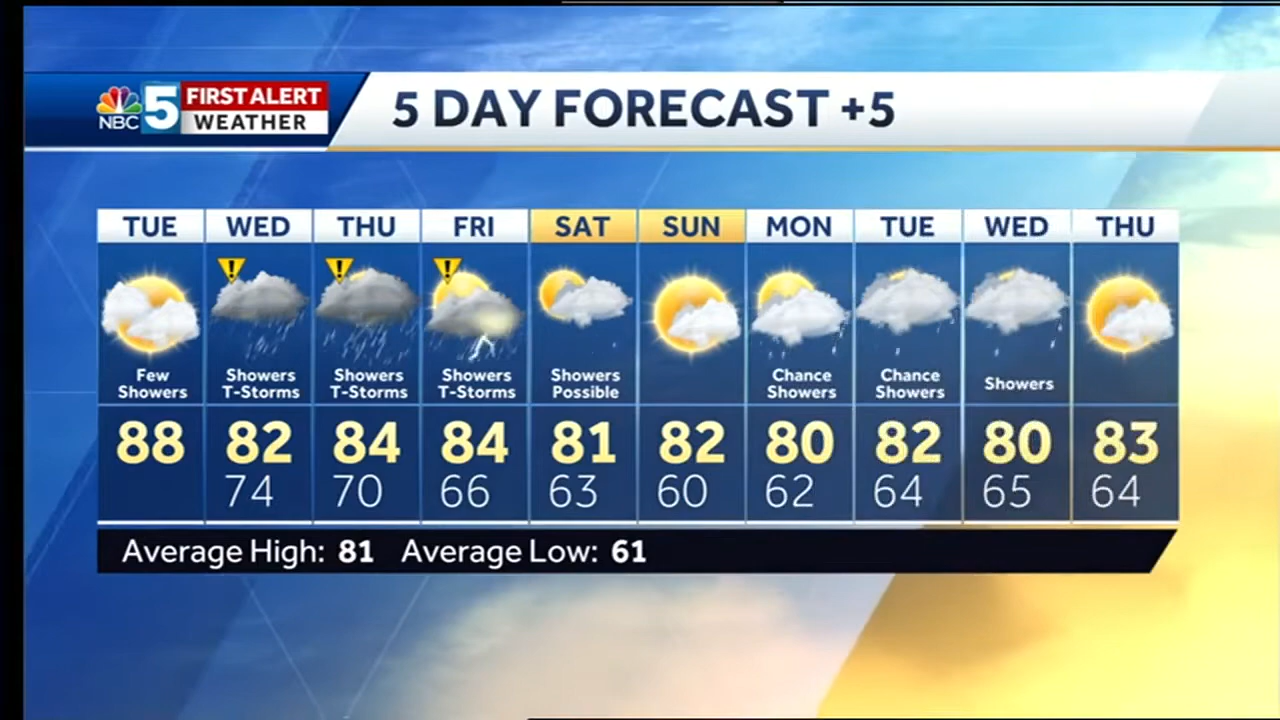 NBC 5 FIRST ALERT
WEATHER
5 DAY FORECAST +5
TUE WED THU FRI SAT SUN MON TUE WED THU
! ! !
Few Showers Showers Showers Showers Chance Chance Showers
Showers T-Storms T-Storms T-Storms Possible Showers Showers
88 82 84 84 81 82 80 82 80 83
74 70 66 63 60 62 64 65 64
Average High: 81 Average Low: 61